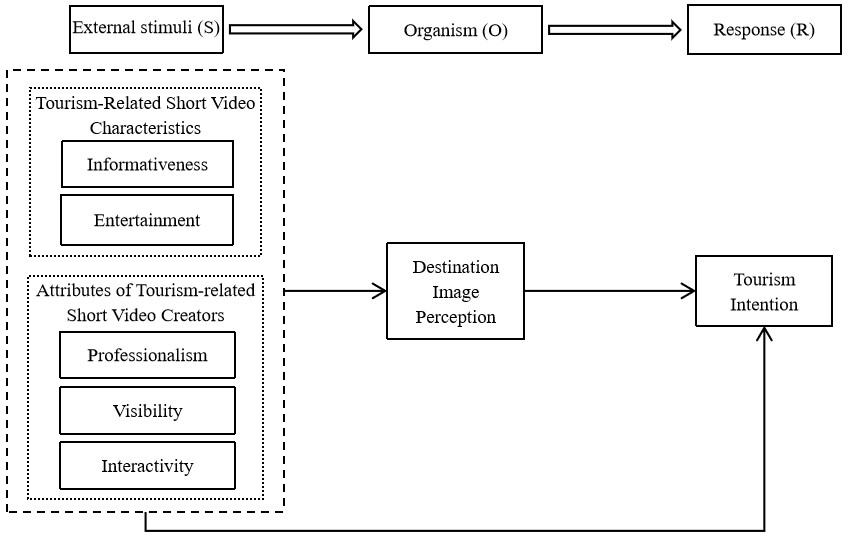 External stimuli (S)
Organism (O)
Response (R)
Tourism-Related Short Video
Characteristics
Informativeness
Entertainment
Attributes of Tourism-related
Short Video Creators
Professionalism
Visibility
Interactivity
Destination
Image
Perception
Tourism
Intention